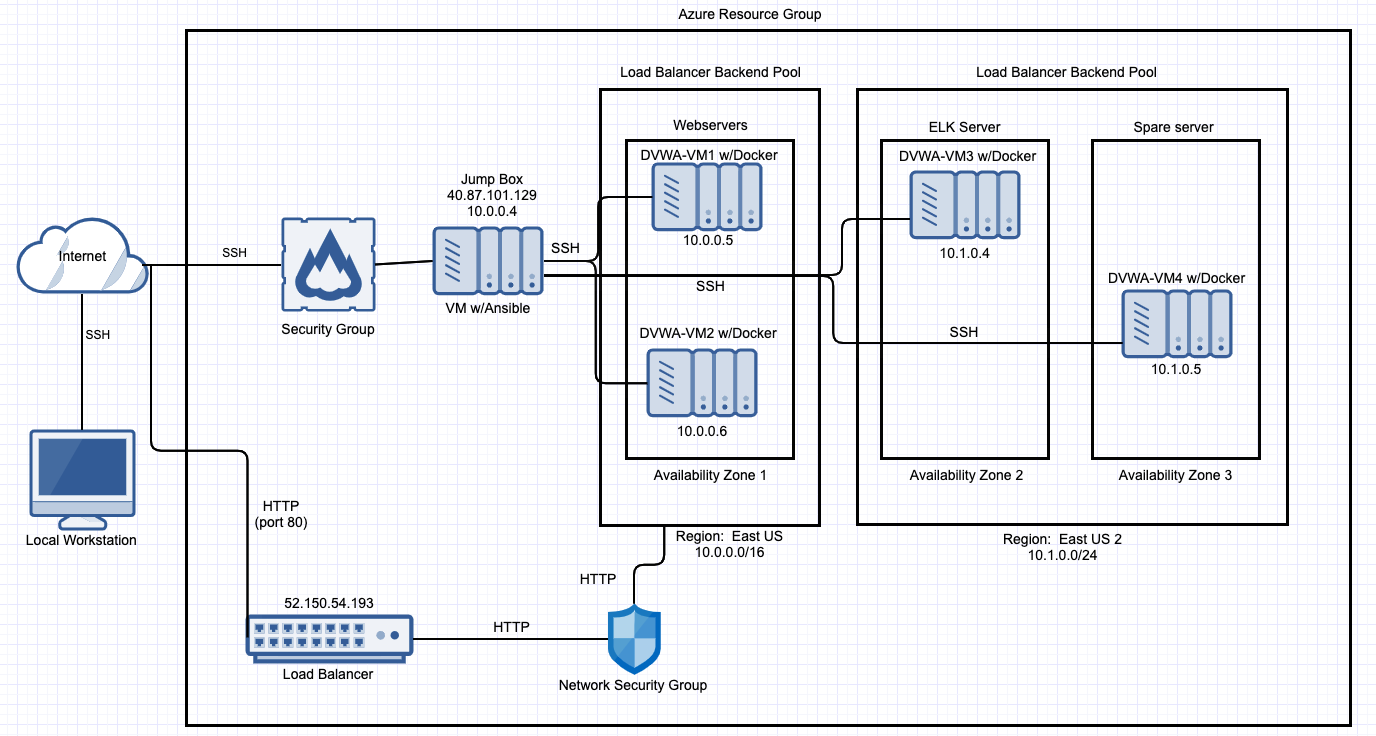 Azure Resource Group
Load Balancer Backend Pool
Load Balancer Backend Pool
Webservers
ELK Server
Spare server
DVWA-VM1 w/Docker
DVWA-VM3 w/Docker
Jump Box
40.87.101.129
10.0.0.4
10.0.0.5
10.1.0.4
Internet
SSH
SSH
SSH
DVWA-VM4 w/Docker
VM w/Ansible
Security Group
SSH
DVWA-VM2 w/Docker
SSH
10.1.0.5
10.0.0.6
Availability Zone 1
Availability Zone 2
Availability Zone 3
HTTP
(port 80)
Local Workstation
Region:  East US
10.0.0.0/16
Region:  East US 2
10.1.0.0/24
HTTP
52.150.54.193
HTTP
Load Balancer
Network Security Group